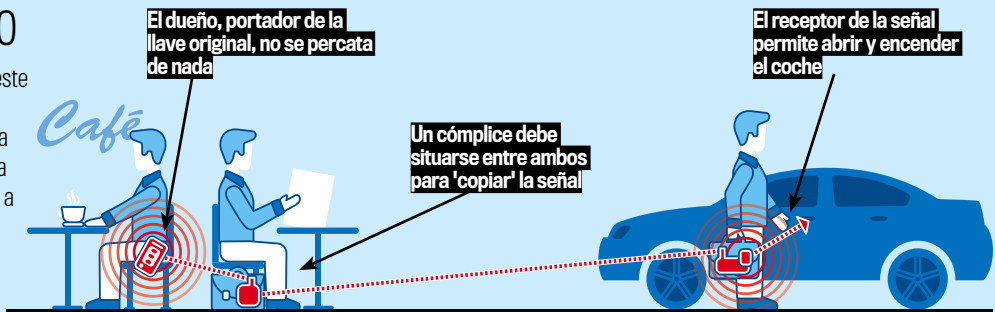 O
este
a
a
a
El dueño, portador de la
llave original, no se percata
de nada
Café
Un cómplice debe
situarse entre ambos
para 'copiar' la señal
El receptor de la señal
permite abrir y encender
el coche